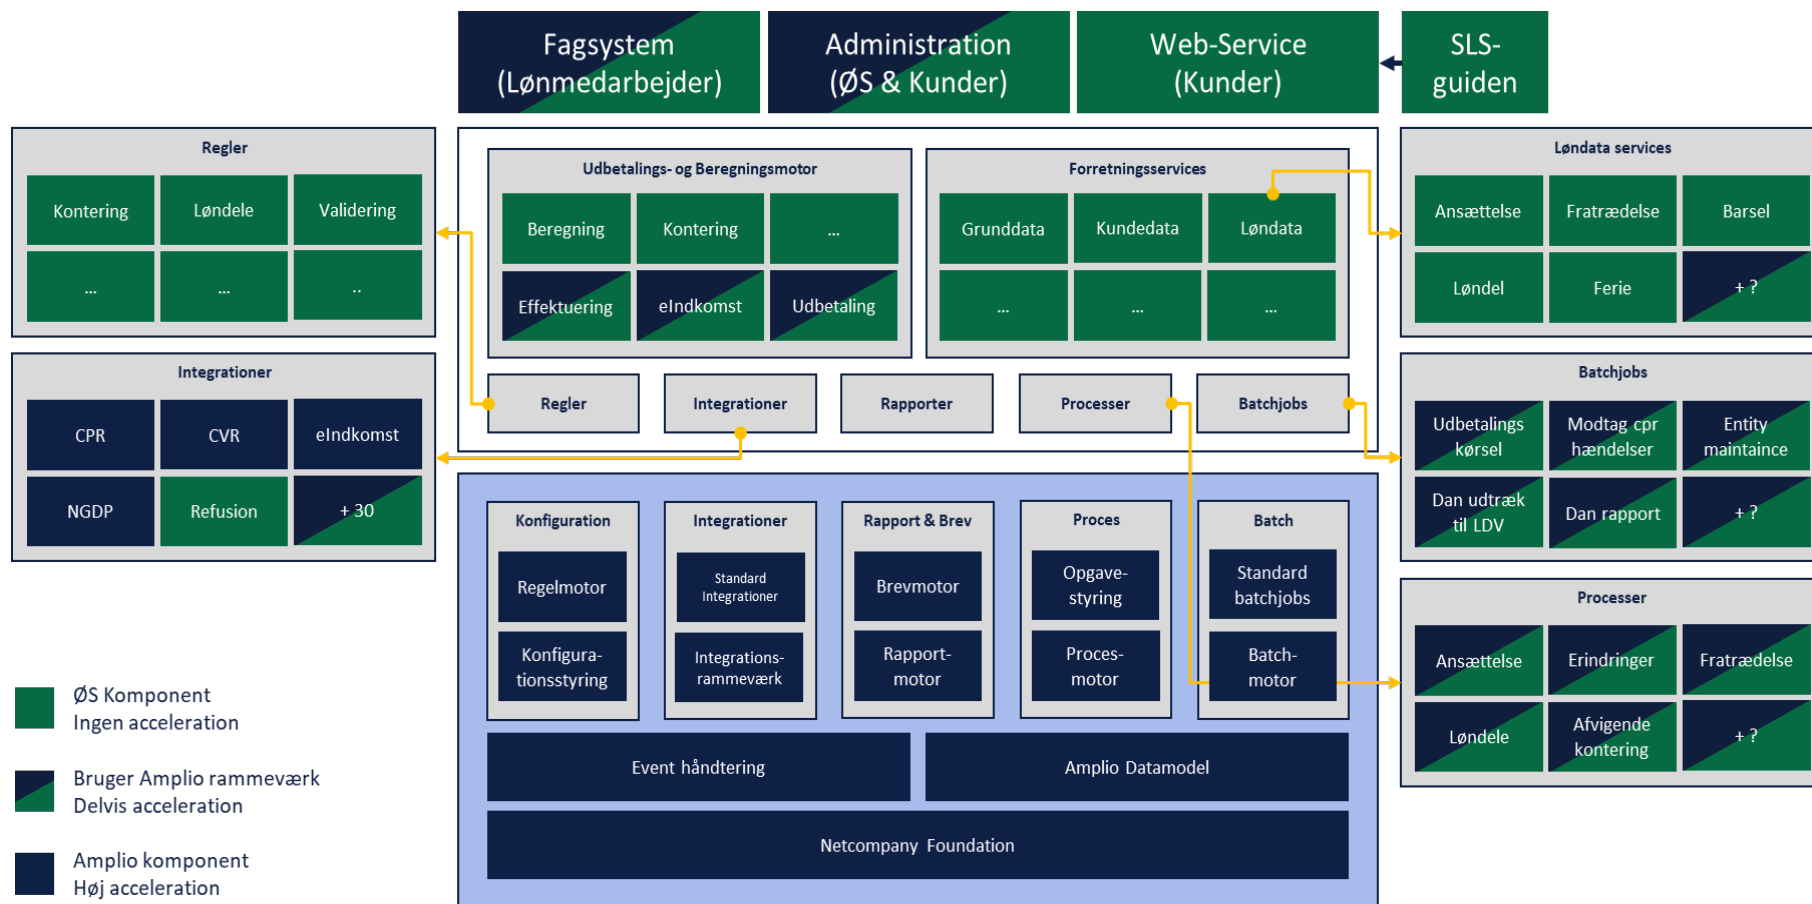 Fagsystem
(Lønmedarbejder)
Administration
(ØS & Kunder)
Web-Service
(Kunder)
SLS-
guiden
Regler
Kontering
Løndele
Validering
...
...
..
Integrationer
CPR
CVR
eIndkomst
NGDP
Refusion
+ 30
Udbetalings- og Beregningsmotor
Beregning
Kontering
...
Effektuering
eIndkomst
Udbetaling
Forretningsservices
Grunddata
Kundedata
Løndata
...
...
...
Regler
Integrationer
Rapporter
Processer
Batchjobs
Konfiguration
Regelmotor
Konfigura-
tionsstyring
Integrationer
Standard
Integrationer
Integrations-
rammeværk
Rapport & Brev
Brevmotor
Rapport-
motor
Proces
Opgave-
styring
Proces-
motor
Batch
Standard
batchjobs
Batch-
motor
Event håndtering
Amplio Datamodel
Netcompany Foundation
Løndata services
Ansættelse
Fratrædelse
Barsel
Løndel
Ferie
+ ?
Batchjobs
Udbetalings
kørsel
Modtag cpr
hændelser
Entity
maintaince
Dan udtræk
til LDV
Dan rapport
+ ?
Processer
Ansættelse
Erindringer
Fratrædelse
Løndele
Afvigende
kontering
+ ?
ØS Komponent
Ingen acceleration
Bruger Amplio rammeværk
Delvis acceleration
Amplio komponent
Høj acceleration